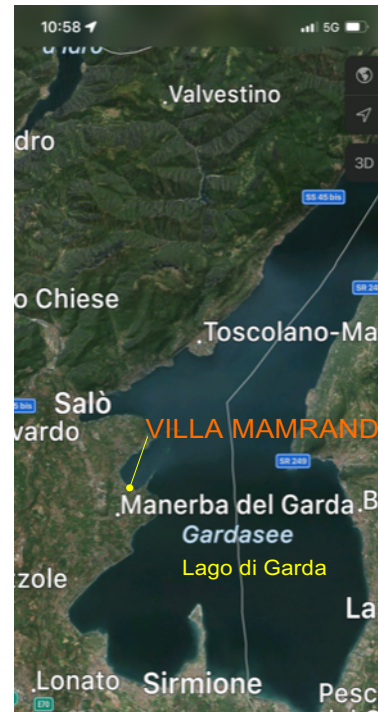 10:58 5G
d'Idro
Valvestino
dro
3D
SS 45 bis
o Chiese
SR 24
Toscolano-Ma
5 bis Salò
vardo
VILLA MAMRAND
SR 249
Manerba del Garda B
Gardasee
Lago di Garda
zole
La
Lonato Sirmione
Pesc
E70